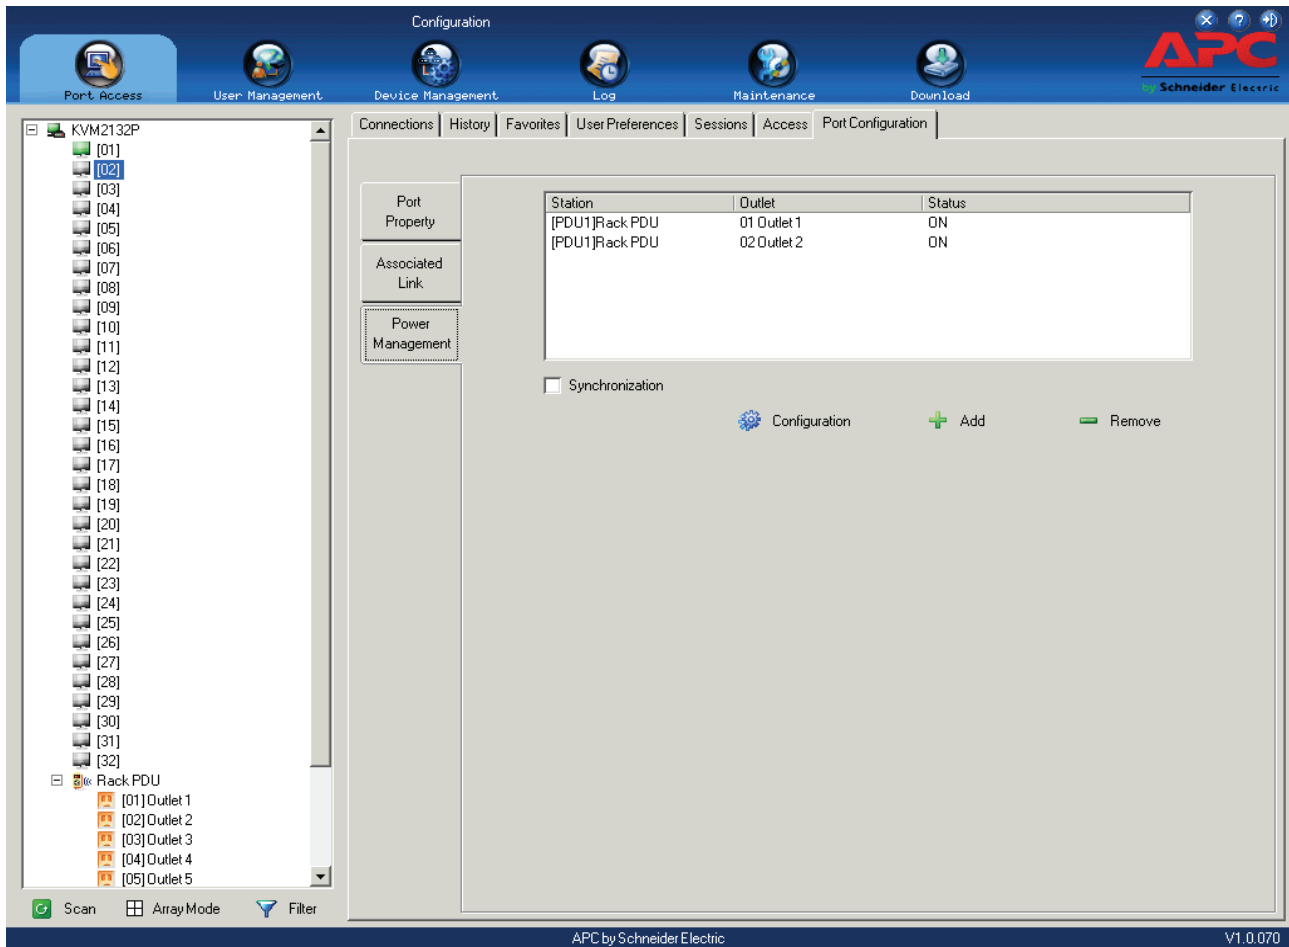 Configuration
APC
by Schneider Electric
Port Access
User Management
Device Management
Log
Maintenance
Download
KVM2132P
[01]
[02]
[03]
[04]
[05]
[06]
[07]
[08]
[09]
[10]
[11]
[12]
[13]
[14]
[15]
[16]
[17]
[18]
[19]
[20]
[21]
[22]
[23]
[24]
[25]
[26]
[27]
[28]
[29]
[30]
[31]
[32]
Rack PDU
[01] Outlet 1
[02] Outlet 2
[03] Outlet 3
[04] Outlet 4
[05] Outlet 5
Scan Array Mode Filter
Connections History Favorites User Preferences Sessions Access Port Configuration
Port
Property
Associated
Link
Power
Management
Station Outlet Status
[PDU1]Rack PDU 01 Outlet 1 ON
[PDU1]Rack PDU 02 Outlet 2 ON
Synchronization
Configuration Add Remove
APC by Schneider Electric
V1.0.070